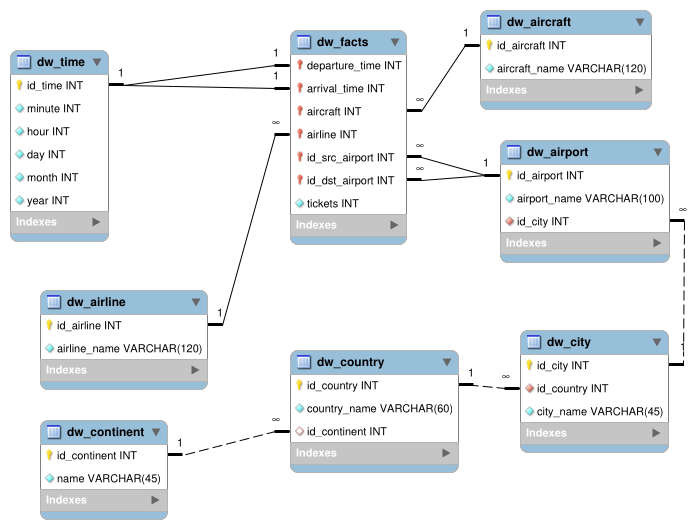 dw_time
id_time INT
minute INT
hour INT
day INT
month INT
year INT
Indexes
1
dw_facts
departure_time INT
arrival_time INT
aircraft INT
airline INT
id_src_airport INT
id_dst_airport INT
tickets INT
Indexes
1
1
∞
∞
∞
∞
dw_aircraft
id_aircraft INT
aircraft_name VARCHAR(120)
Indexes
1
dw_airport
id_airport INT
airport_name VARCHAR(100)
id_city INT
Indexes
1
∞
dw_airline
id_airline INT
airline_name VARCHAR(120)
Indexes
1
dw_country
id_country INT
country_name VARCHAR(60)
id_continent INT
Indexes
1
∞
dw_city
id_city INT
id_country INT
city_name VARCHAR(45)
Indexes
∞
1
dw_continent
id_continent INT
name VARCHAR(45)
Indexes
1